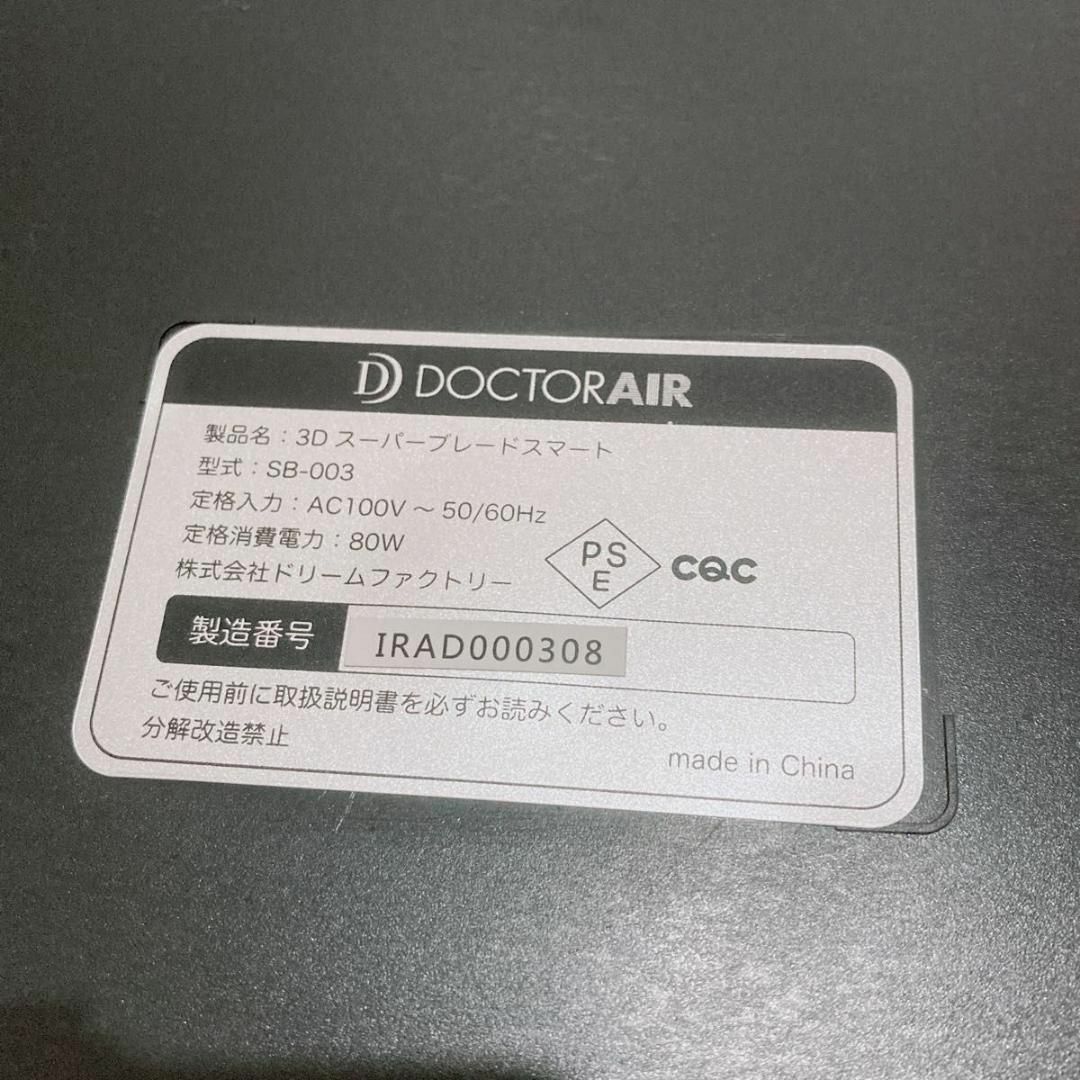 DOCTORAIR
製品名：3Dスーパーブレードスマート
型式：SB-003
定格入力：AC100V～50/60Hz
定格消費電力：80W
株式会社ドリームファクトリー
PS
E
CQC
製造番号 IRAD000308
ご使用前に取扱説明書を必ずお読みください。
分解改造禁止
made in China